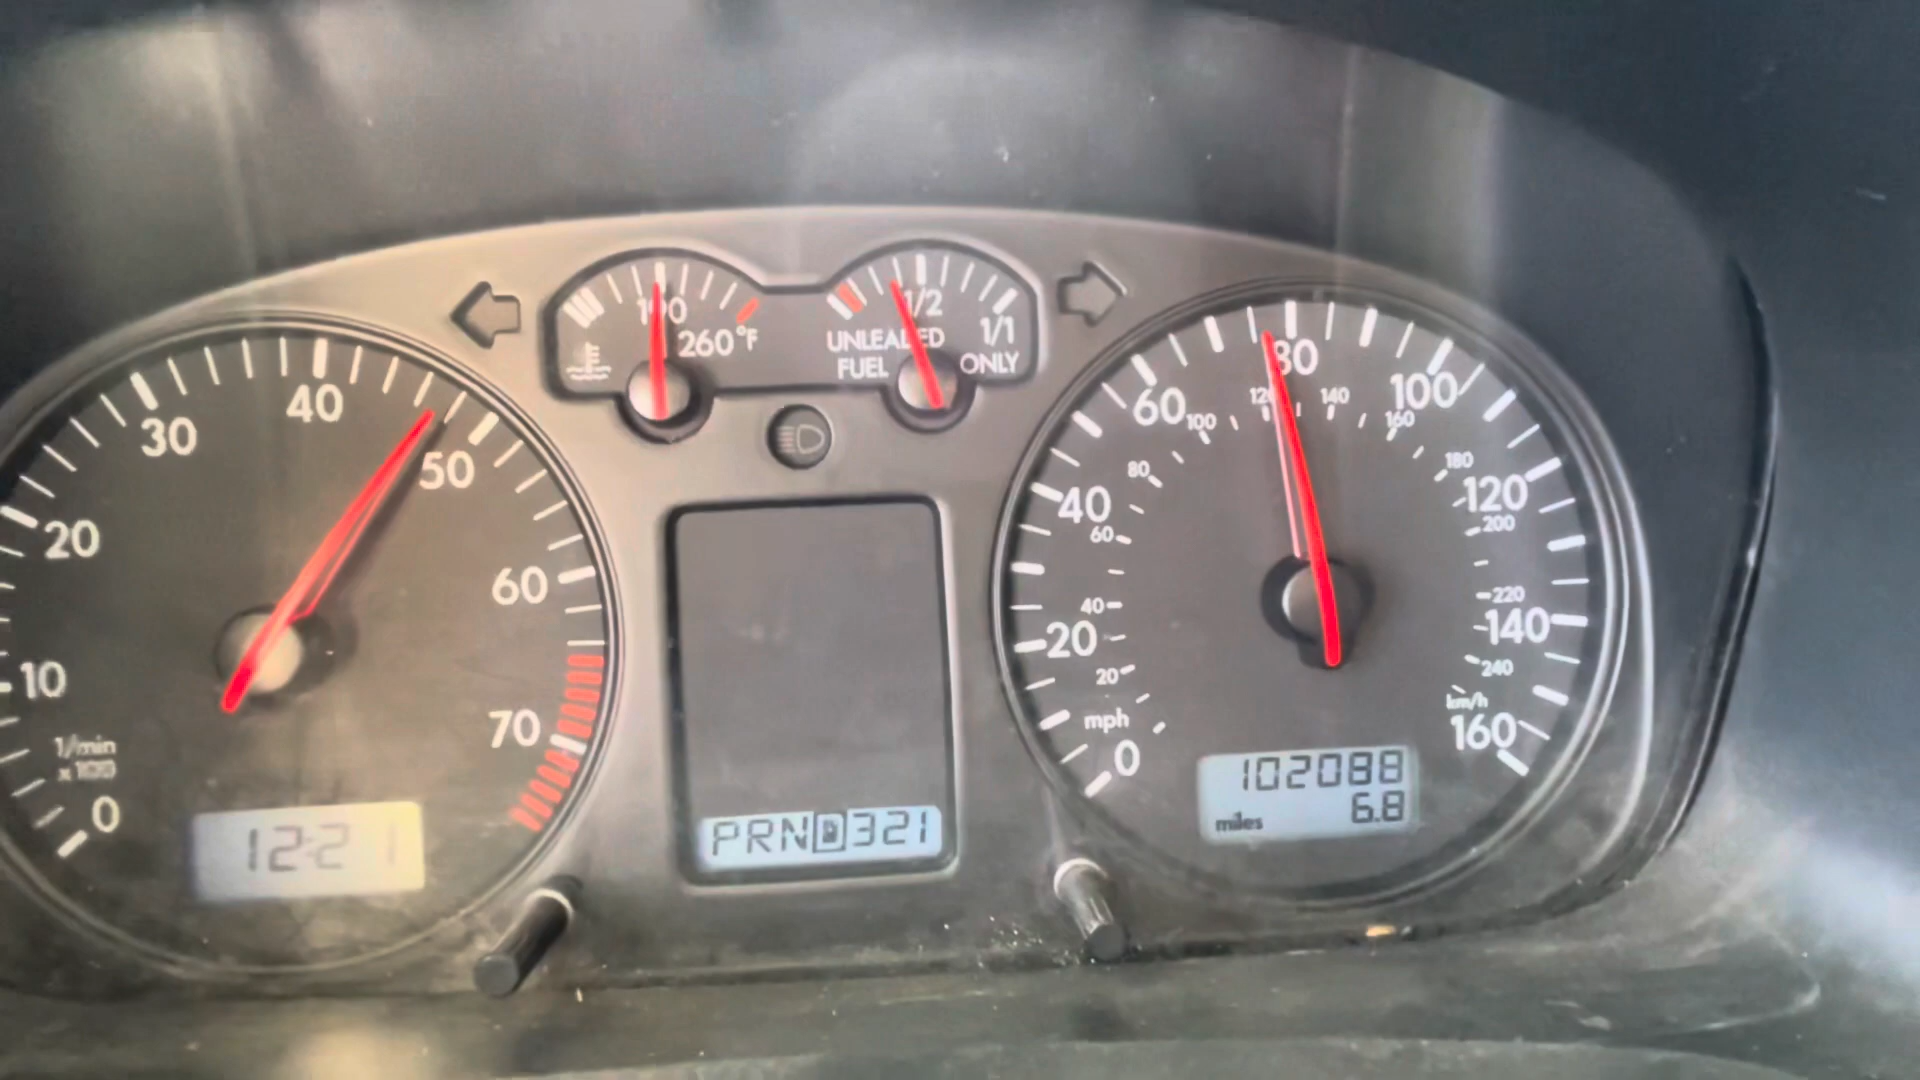 190
260°F
1/2
1/1
UNLEADED
FUEL ONLY
0 10 20 30 40 50 60 70
1/min
x 100
12:21
PRND321
0 20 40 60 80 100 120 140 160
mph
20 40 60 80 100 120 140 160 180 200 220 240
km/h
102088
6.8
miles